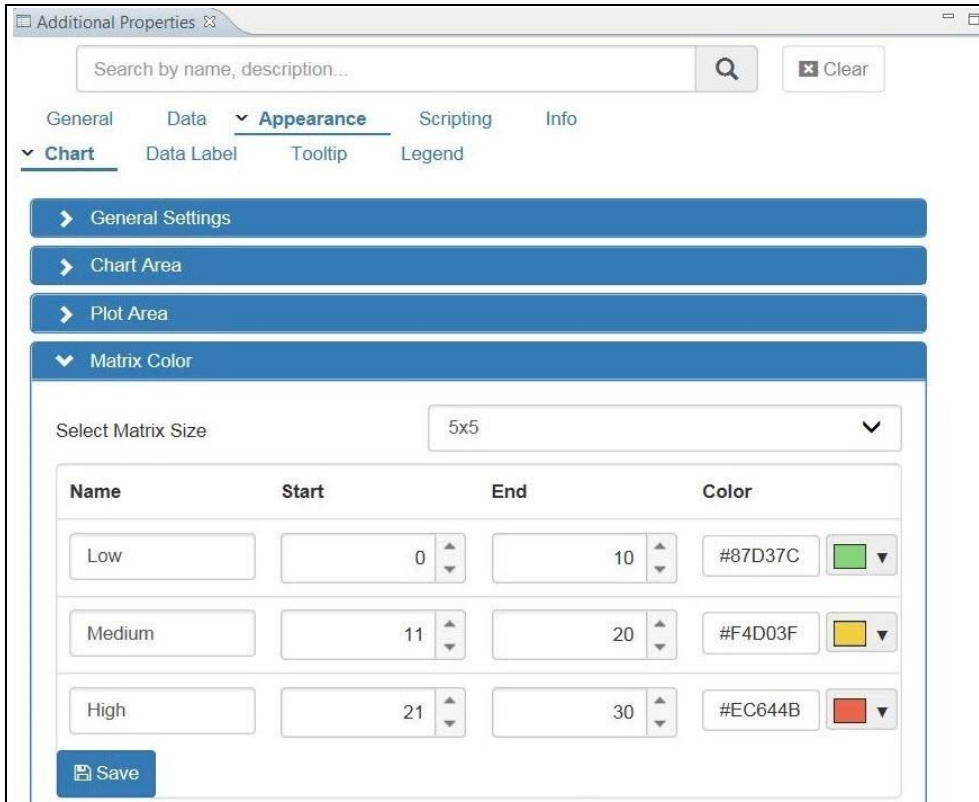 Additional Properties
Search by name, description...
Clear
General Data Appearance Scripting Info
Chart Data Label Tooltip Legend
General Settings
Chart Area
Plot Area
Matrix Color
Select Matrix Size 5x5
Name Start End Color
Low 0 10 #87D37C
Medium 11 20 #F4D03F
High 21 30 #EC644B
Save